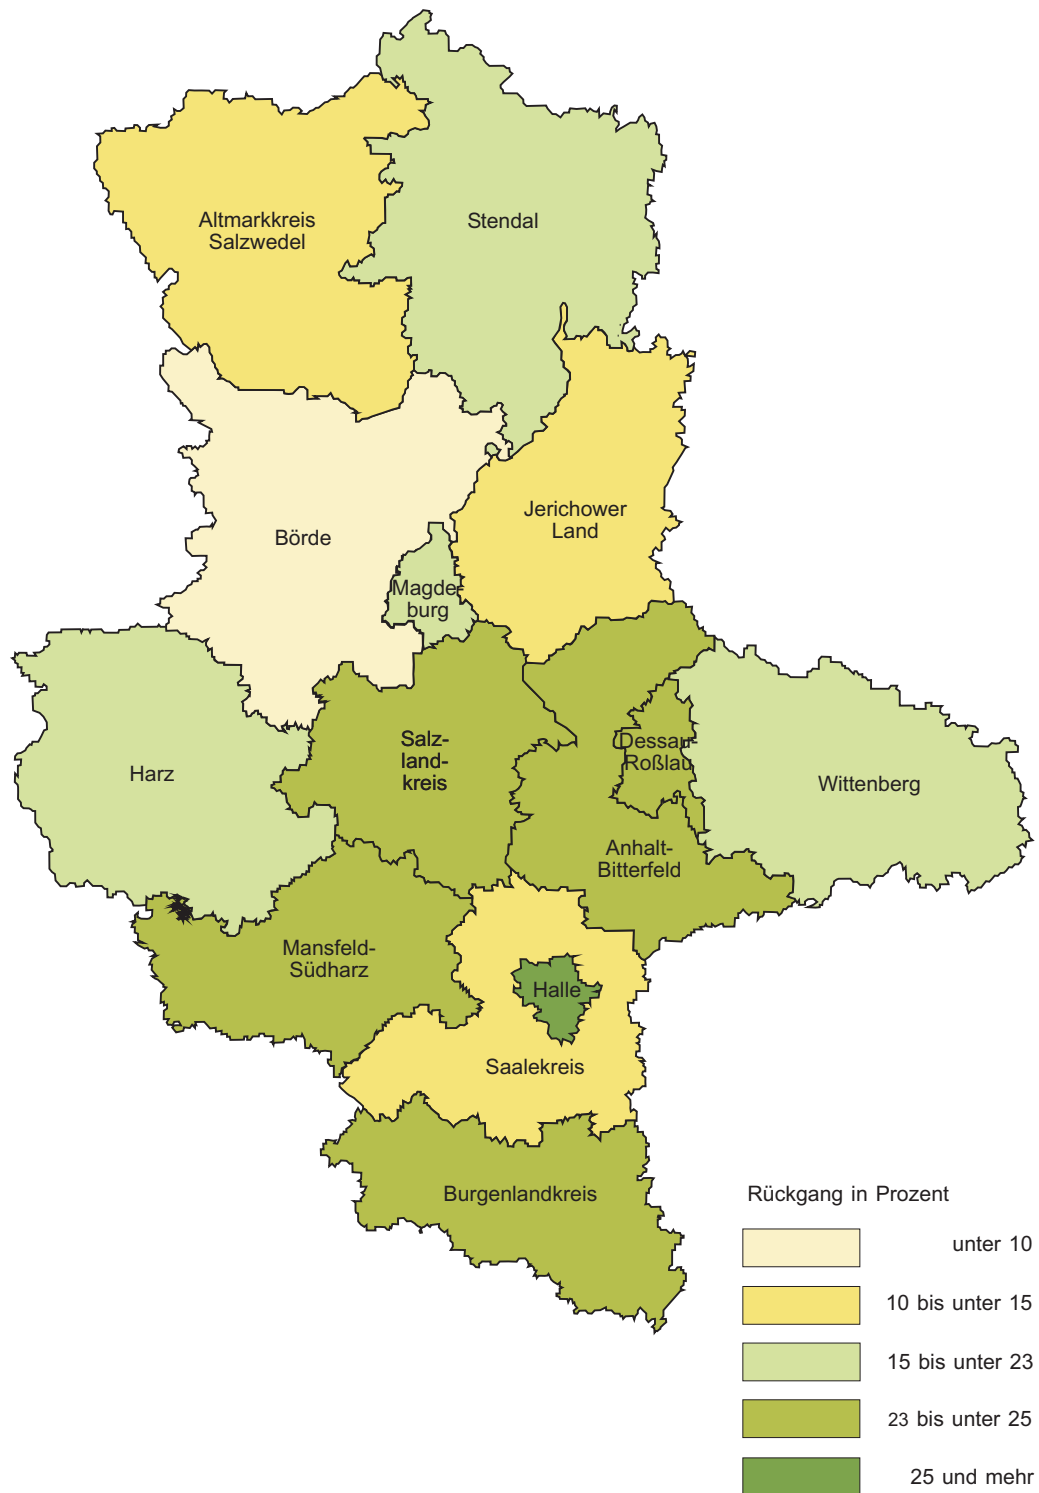 Altmarkkreis
Salzwedel
Stendal
Jerichower
Land
Börde
Magde-
burg
Harz
Salz-
land-
kreis
Dessau-
Roßlau
Wittenberg
Anhalt-
Bitterfeld
Mansfeld-
Südharz
Halle
Saalekreis
Burgenlandkreis
Rückgang in Prozent
unter 10
10 bis unter 15
15 bis unter 23
23 bis unter 25
25 und mehr